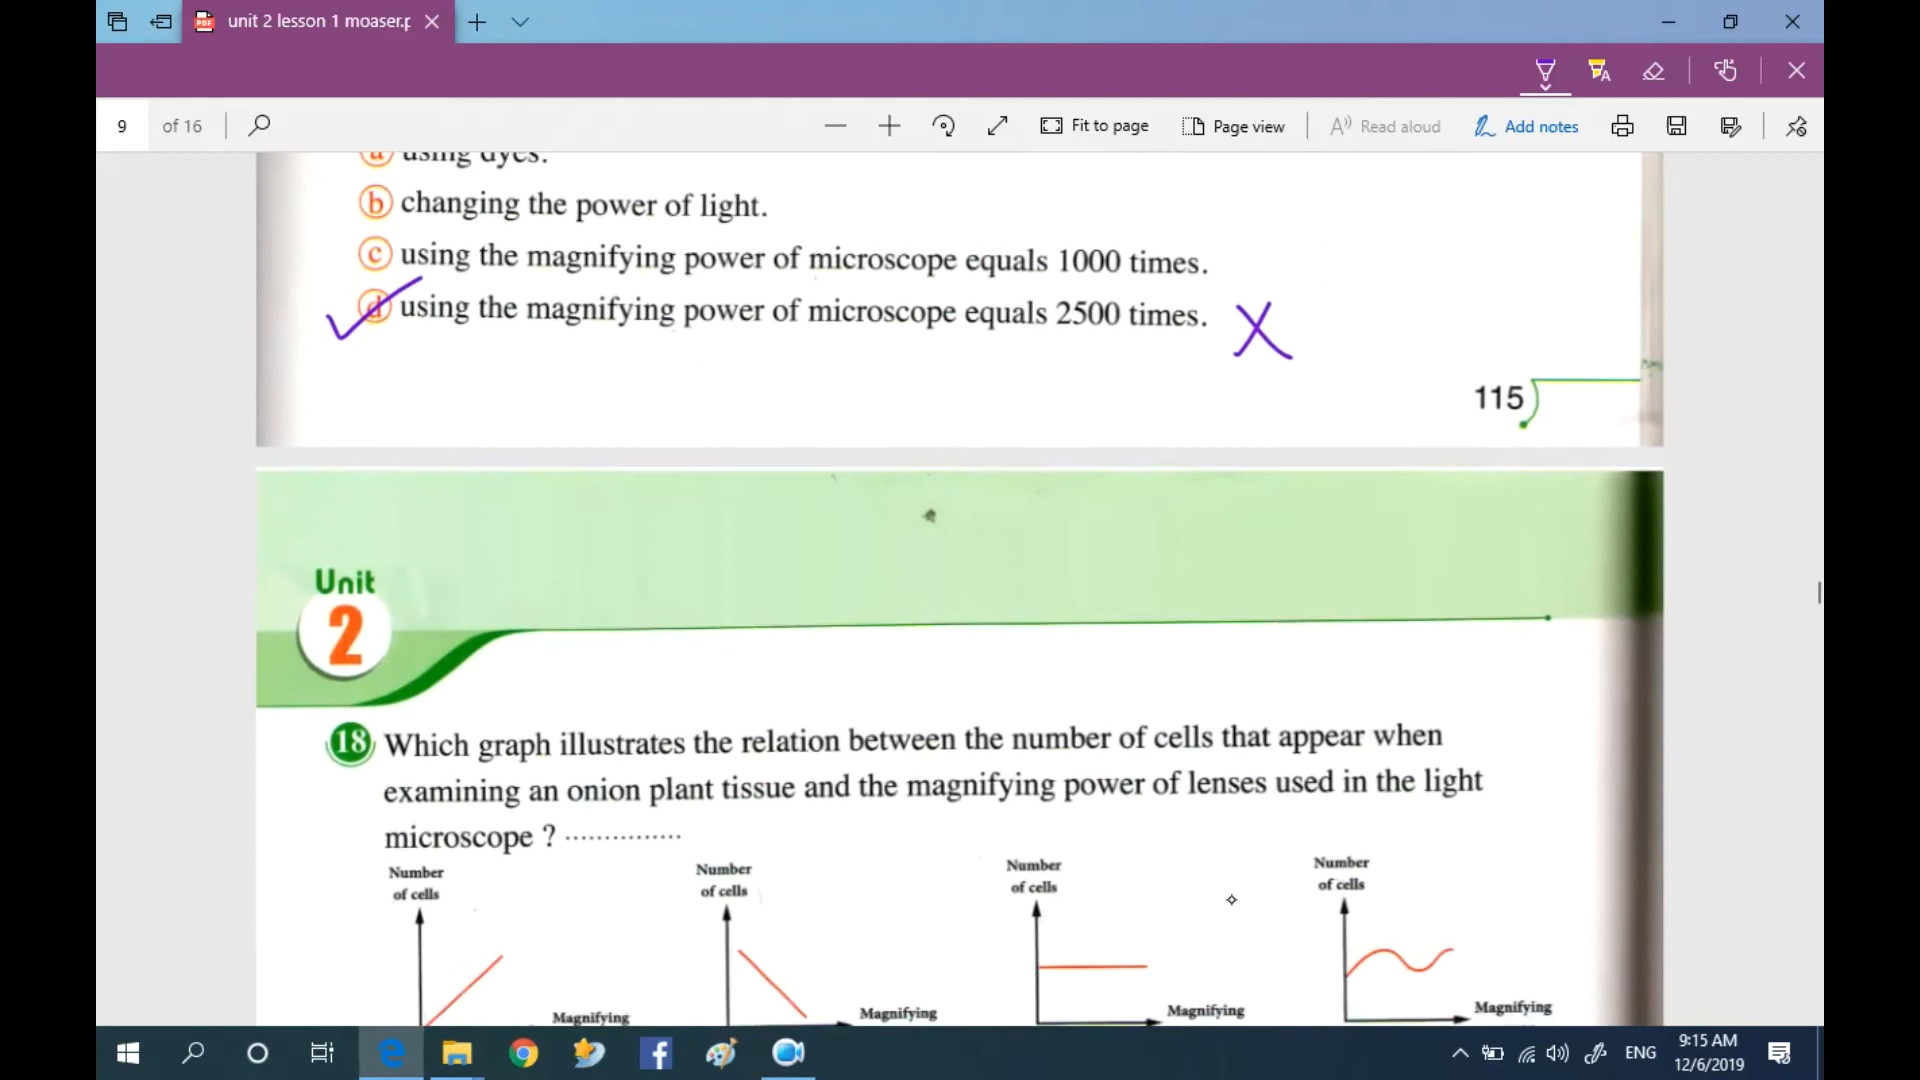 unit 2 lesson 1 moaser.p
9 of 16
Fit to page
Page view
Read aloud
Add notes
a using dyes.
b changing the power of light.
c using the magnifying power of microscope equals 1000 times.
d using the magnifying power of microscope equals 2500 times. X
115
Unit
2
18 Which graph illustrates the relation between the number of cells that appear when
examining an onion plant tissue and the magnifying power of lenses used in the light
microscope ? ...............
Number
of cells
Magnifying
Number
of cells
Magnifying
Number
of cells
Magnifying
Number
of cells
Magnifying
ENG
9:15 AM
12/6/2019